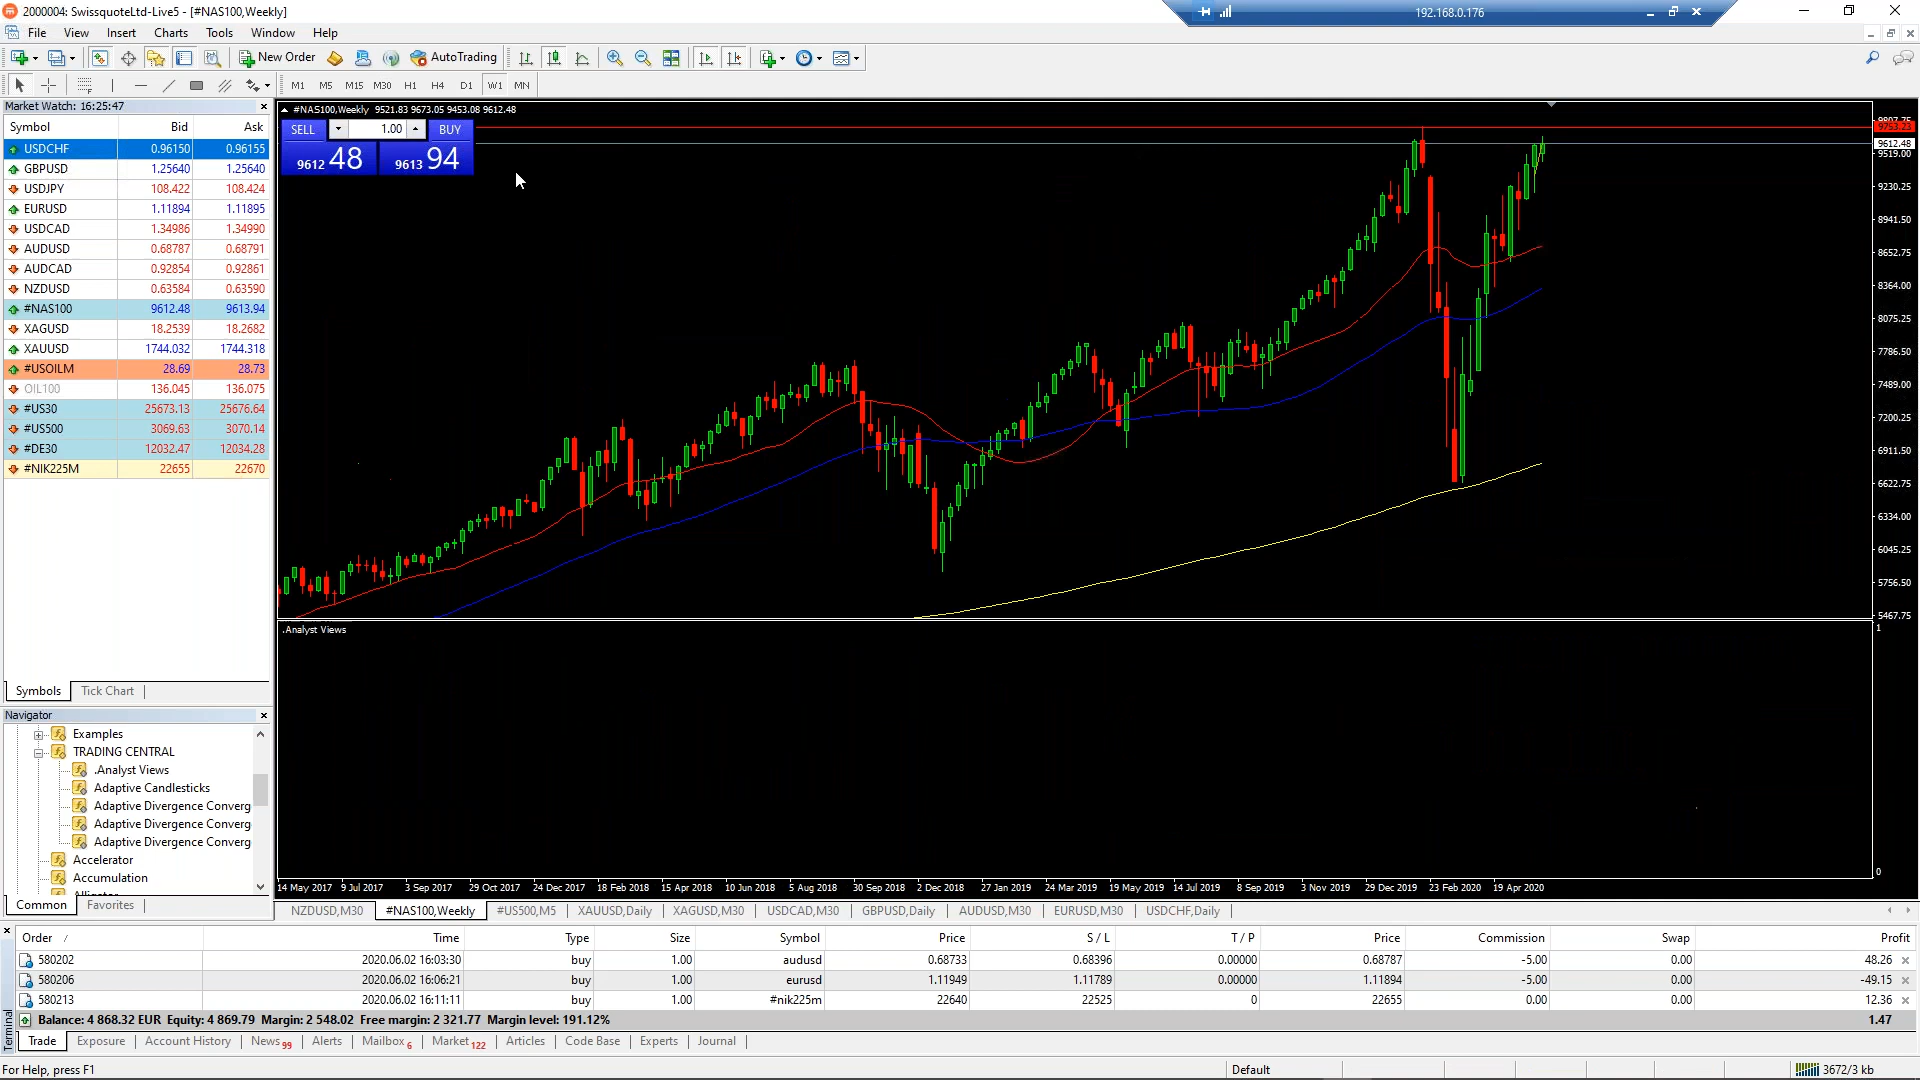 2000004: SwissquoteLtd-Live5 - [#NAS100,Weekly]
192.168.0.176
File View Insert Charts Tools Window Help
New Order AutoTrading
M1 M5 M15 M30 H1 H4 D1 W1 MN
Market Watch: 16:25:47
Symbol Bid Ask
USDCHF 0.96150 0.96155
GBPUSD 1.25640 1.25640
USDJPY 108.422 108.424
EURUSD 1.11894 1.11895
USDCAD 1.34986 1.34990
AUDUSD 0.68787 0.68791
AUDCAD 0.92854 0.92861
NZDUSD 0.63584 0.63590
#NAS100 9612.48 9613.94
XAGUSD 18.2539 18.2682
XAUUSD 1744.032 1744.318
#USOILM 28.69 28.73
OIL100 136.045 136.075
#US30 25673.13 25676.64
#US500 3069.63 3070.14
#DE30 12032.47 12034.28
#NIK225M 22655 22670
Symbols Tick Chart
Navigator
Examples
TRADING CENTRAL
.Analyst Views
Adaptive Candlesticks
Adaptive Divergence Converg
Adaptive Divergence Converg
Adaptive Divergence Converg
Accelerator
Accumulation
Common Favorites
#NAS100,Weekly 9521.83 9673.05 9453.08 9612.48
SELL 1.00 BUY
9612 48 9613 94
9753.23
9612.48
9519.00
9230.25
8941.50
8652.75
8364.00
8075.25
7786.50
7489.00
7200.25
6911.50
6622.75
6334.00
6045.25
5756.50
5467.75
.Analyst Views
1
0
14 May 2017 9 Jul 2017 3 Sep 2017 29 Oct 2017 24 Dec 2017 18 Feb 2018 15 Apr 2018 10 Jun 2018 5 Aug 2018 30 Sep 2018 2 Dec 2018 27 Jan 2019 24 Mar 2019 19 May 2019 14 Jul 2019 8 Sep 2019 3 Nov 2019 29 Dec 2019 23 Feb 2020 19 Apr 2020
NZDUSD,M30 #NAS100,Weekly #US500,M5 XAUUSD,Daily XAGUSD,M30 USDCAD,M30 GBPUSD,Daily AUDUSD,M30 EURUSD,M30 USDCHF,Daily
Order / Time Type Size Symbol Price S / L T / P Price Commission Swap Profit
580202 2020.06.02 16:03:30 buy 1.00 audusd 0.68733 0.68396 0.00000 0.68787 -5.00 0.00 48.26
580206 2020.06.02 16:06:21 buy 1.00 eurusd 1.11949 1.11789 0.00000 1.11894 -5.00 0.00 -49.15
580213 2020.06.02 16:11:11 buy 1.00 #nik225m 22640 22525 0 22655 0.00 0.00 12.36
Balance: 4 868.32 EUR Equity: 4 869.79 Margin: 2 548.02 Free margin: 2 321.77 Margin level: 191.12% 1.47
Terminal
Trade Exposure Account History News 99 Alerts Mailbox 6 Market 122 Articles Code Base Experts Journal
For Help, press F1
Default
3672/3 kb